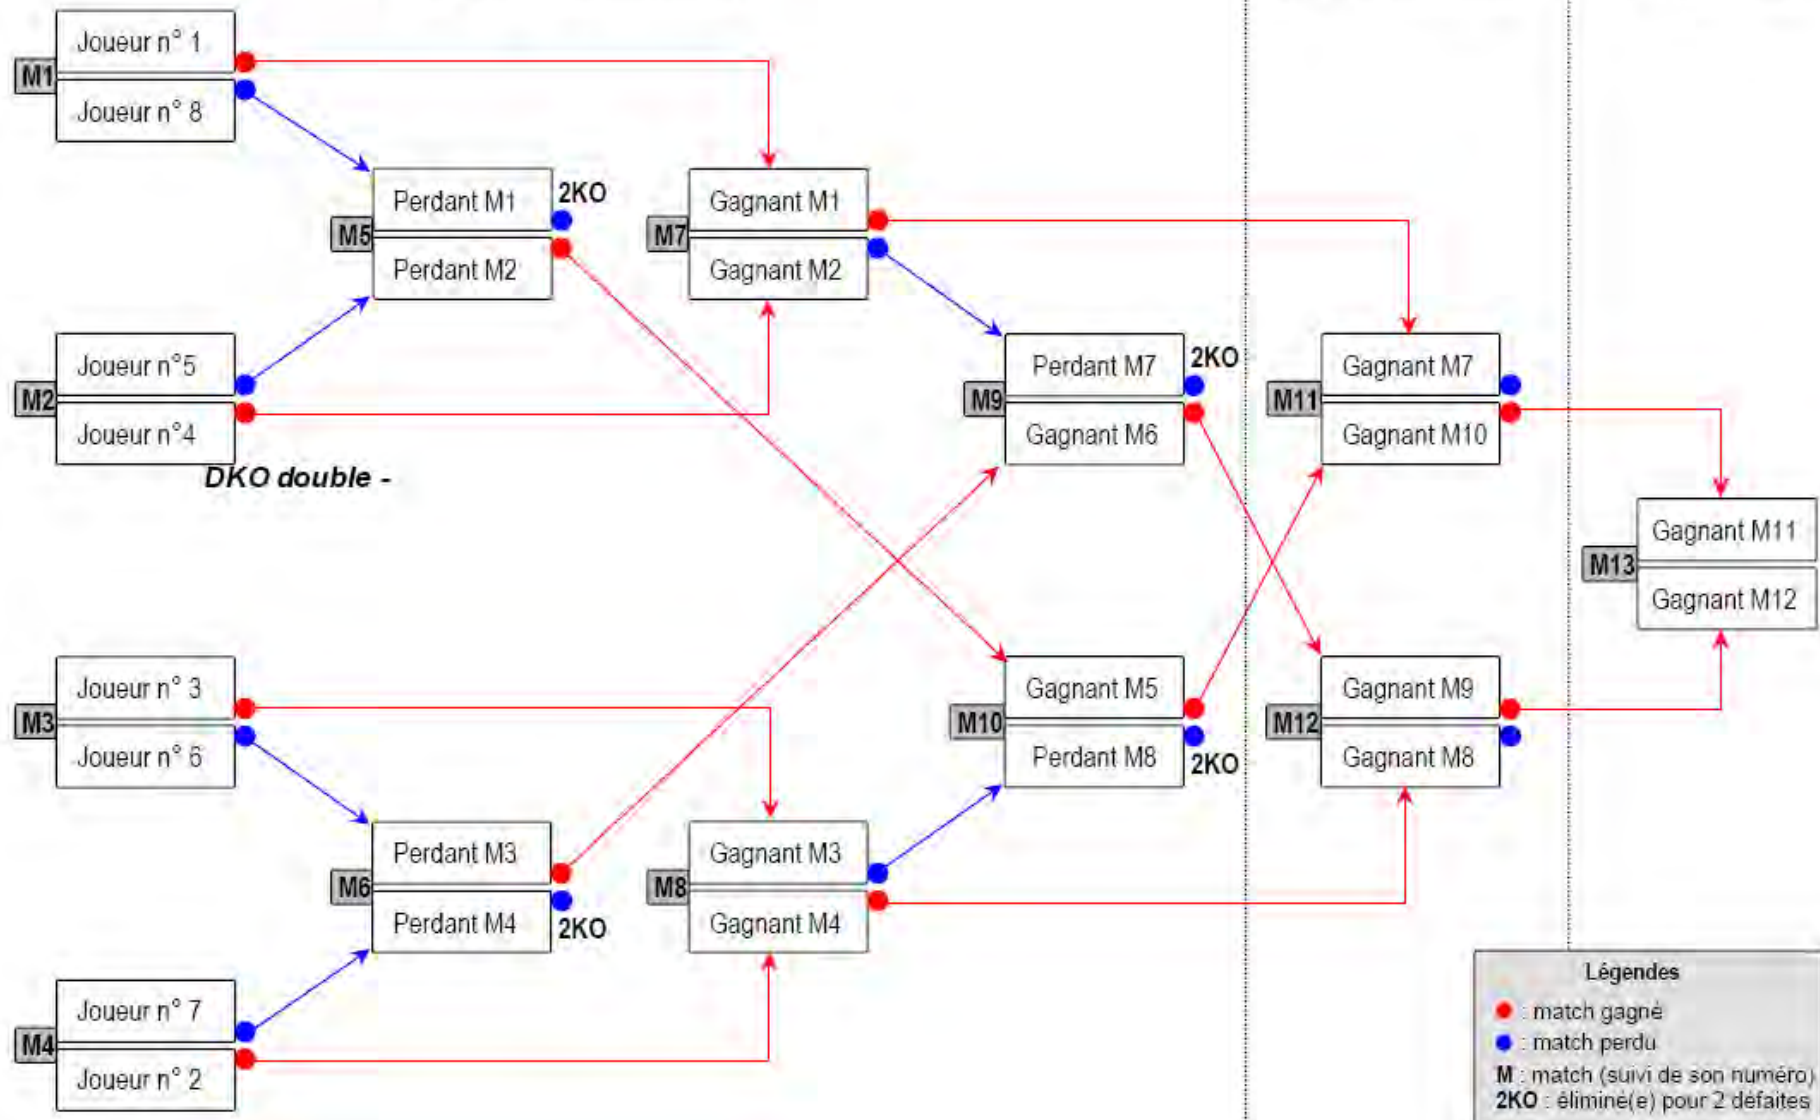 Joueur n° 1
M1
Joueur n° 8
Joueur n°5
M2
Joueur n°4
DKO double -
Joueur n° 3
M3
Joueur n° 6
Joueur n° 7
M4
Joueur n° 2
Perdant M1
2KO
M5
Perdant M2
Perdant M3
M6
Perdant M4
2KO
Gagnant M1
M7
Gagnant M2
Gagnant M3
M8
Gagnant M4
Perdant M7
2KO
M9
Gagnant M6
Gagnant M5
M10
Perdant M8
2KO
Gagnant M7
M11
Gagnant M10
Gagnant M9
M12
Gagnant M8
Gagnant M11
M13
Gagnant M12
Légendes
: match gagné
: match perdu
M : match (suivi de son numéro)
2KO : éliminé(e) pour 2 défaites